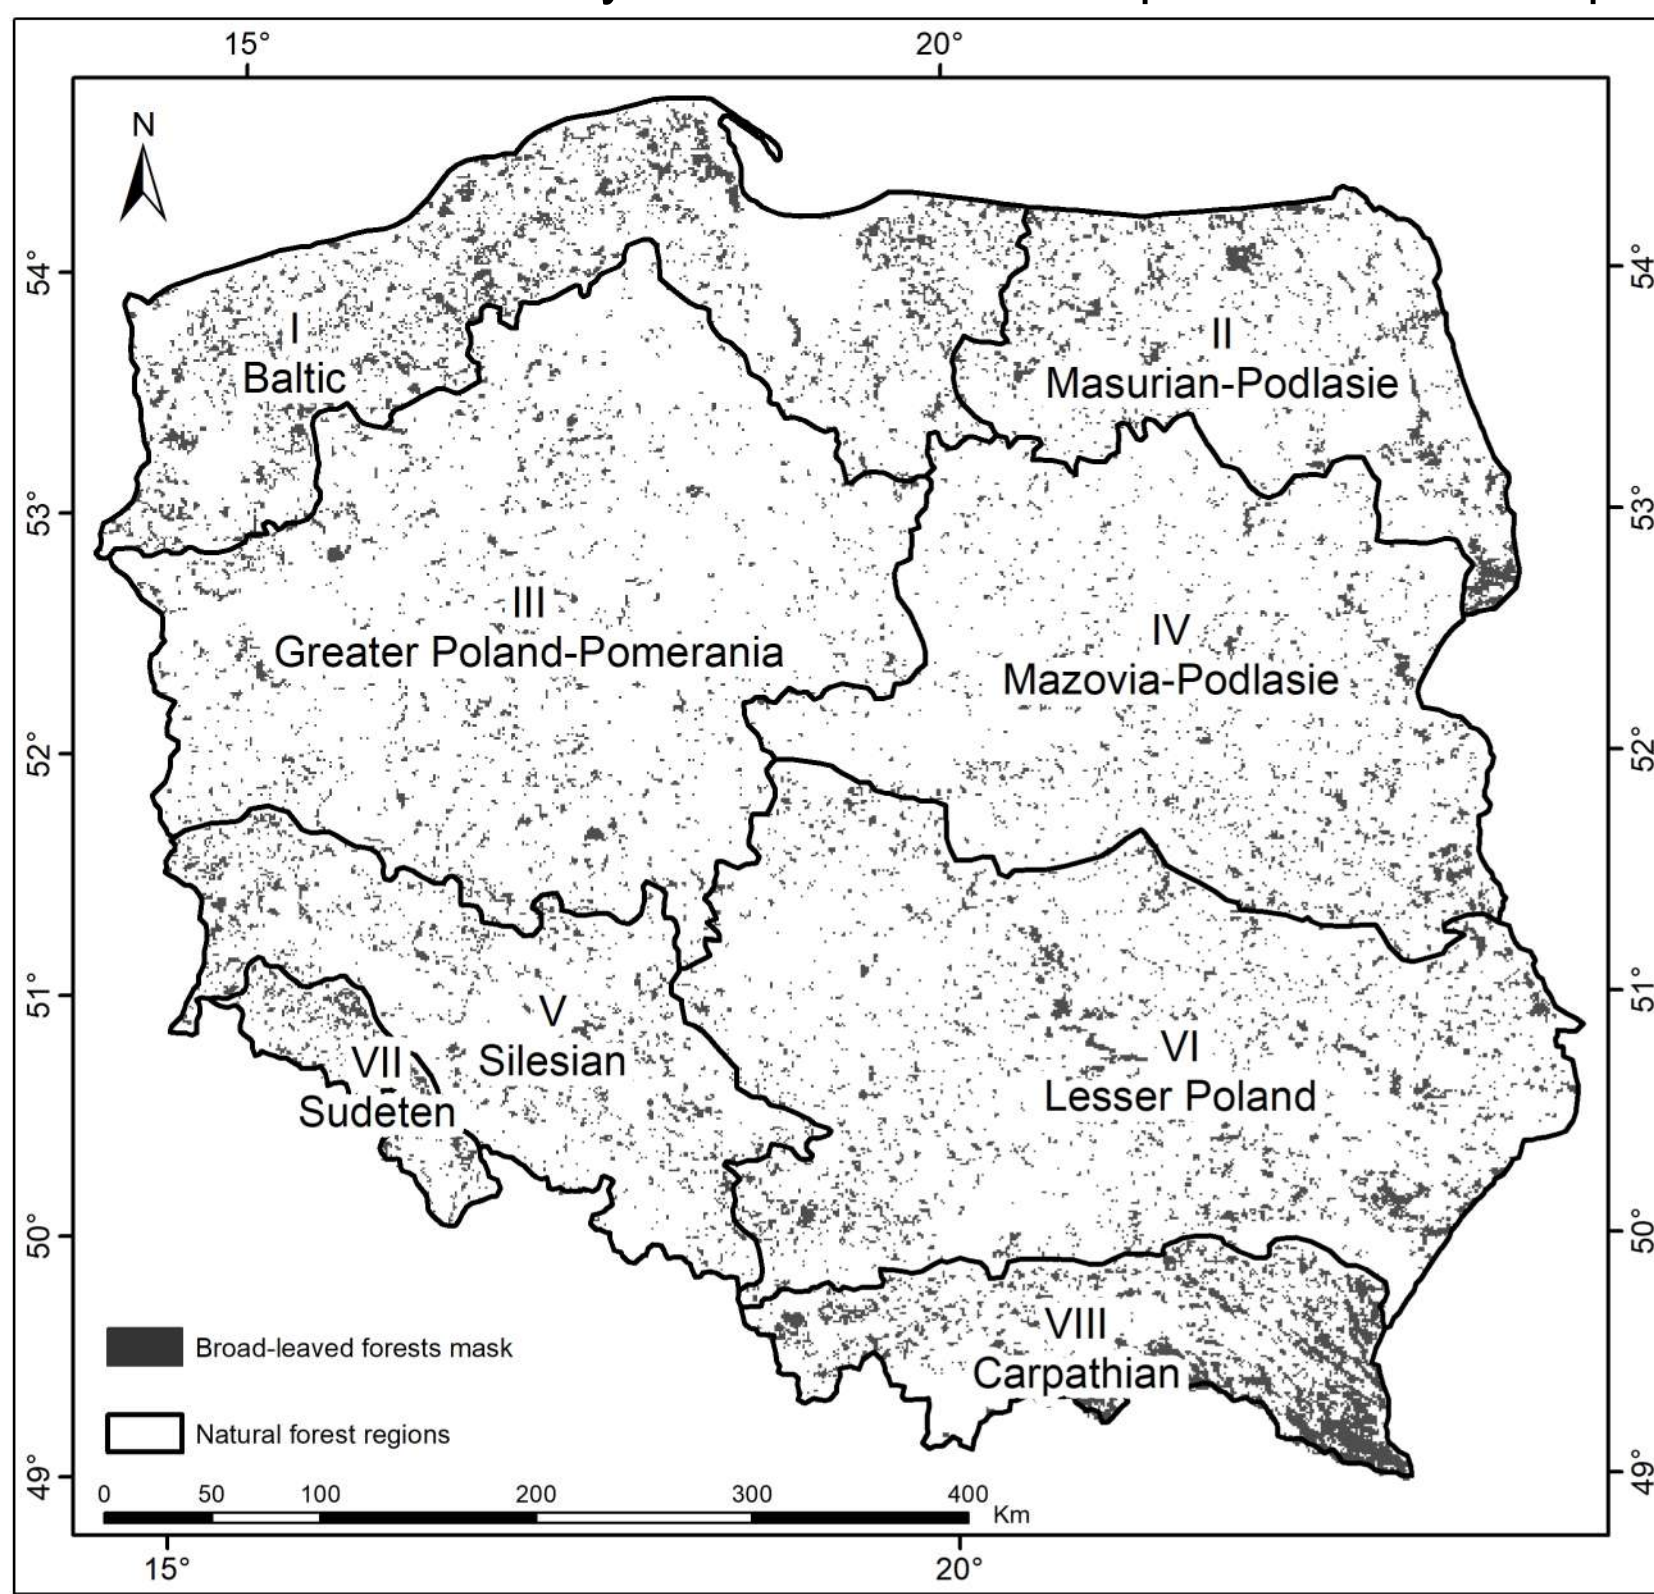 15° 20°
N
54° 54°
I
Baltic
II
Masurian-Podlasie
53° 53°
III
Greater Poland-Pomerania
IV
Mazovia-Podlasie
52° 52°
51° 51°
V
Silesian
VI
Lesser Poland
VII
Sudeten
50° 50°
VIII
Carpathian
Broad-leaved forests mask
Natural forest regions
49° 49°
0 50 100 200 300 400 Km
15° 20°